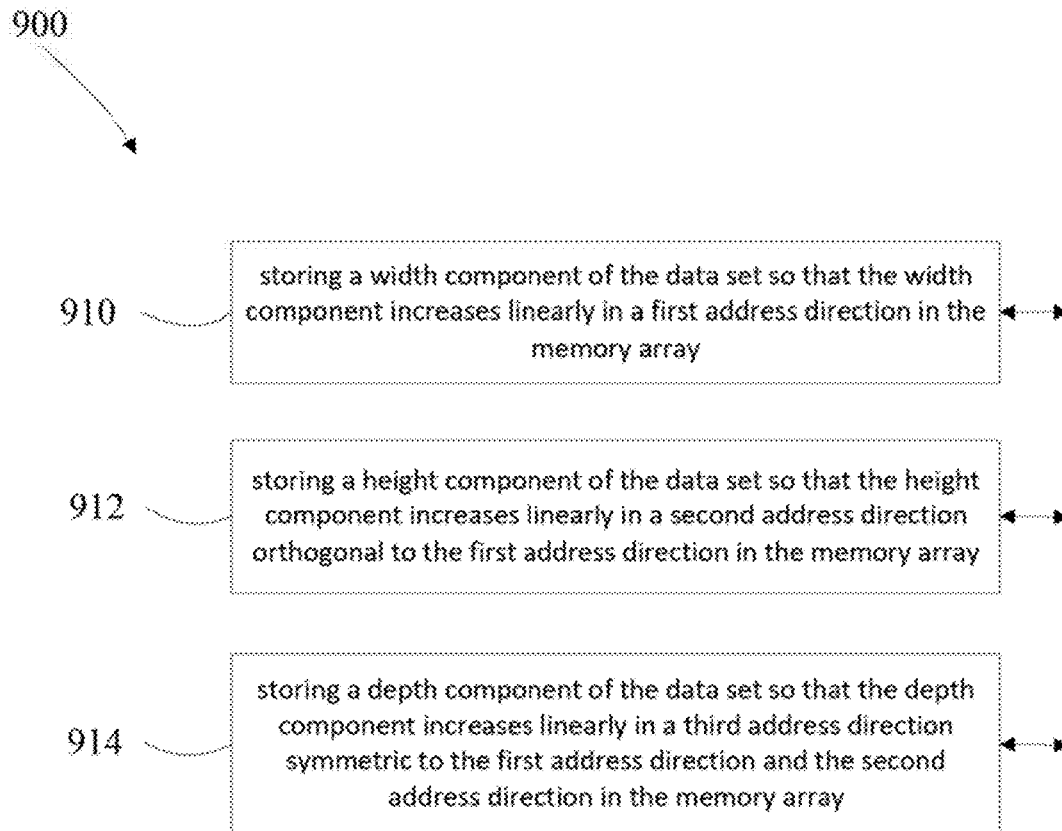 900
910
storing a width component of the data set so that the width
component increases linearly in a first address direction in the
memory array
912
storing a height component of the data set so that the height
component increases linearly in a second address direction
orthogonal to the first address direction in the memory array
914
storing a depth component of the data set so that the depth
component increases linearly in a third address direction
symmetric to the first address direction and the second
address direction in the memory array